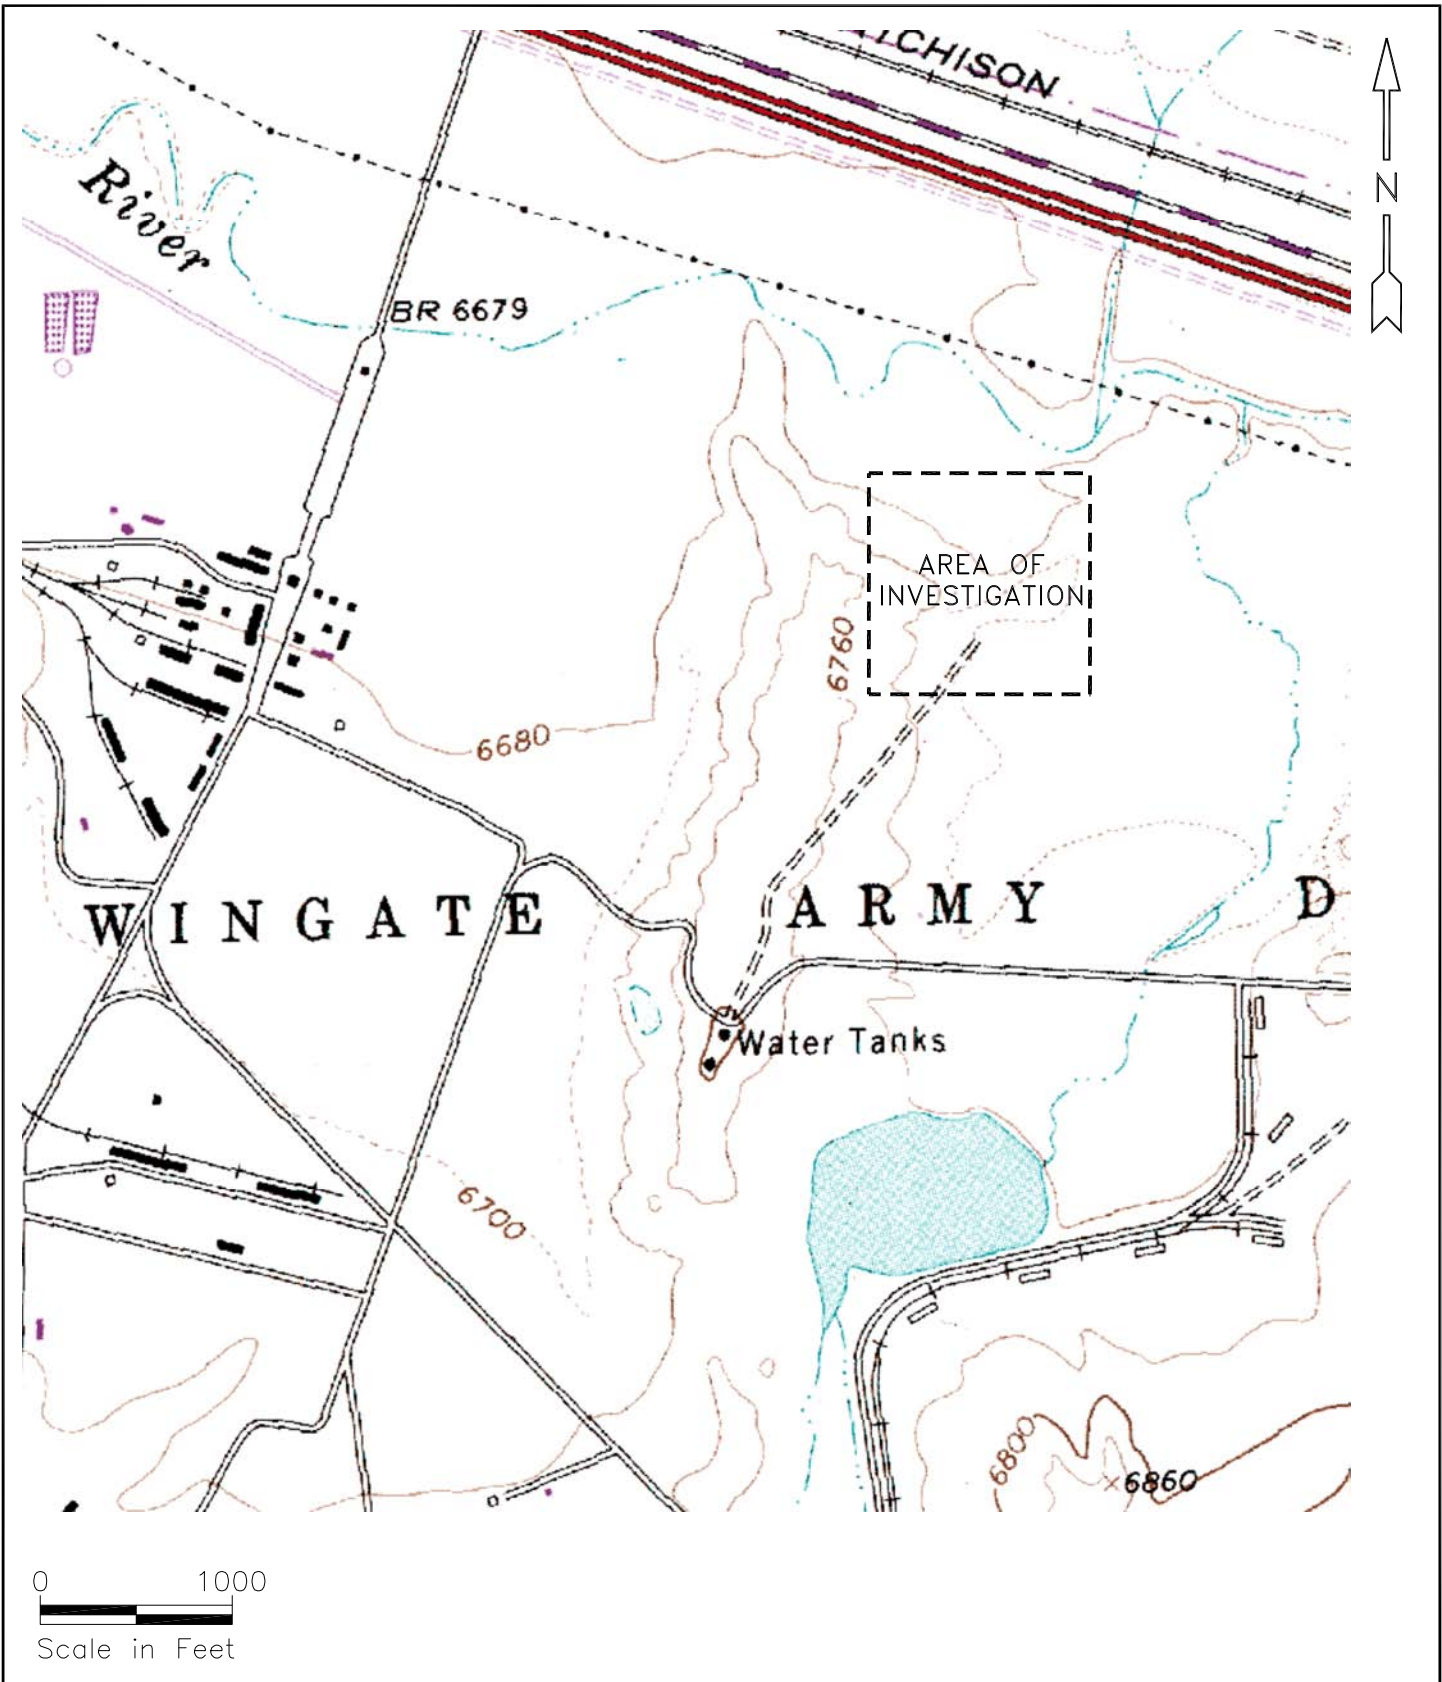 TCHISON
N
River
BR 6679
AREA OF
INVESTIGATION
6760
6680
WINGATE ARMY D
Water Tanks
6700
6800
×6860
0 1000
Scale in Feet